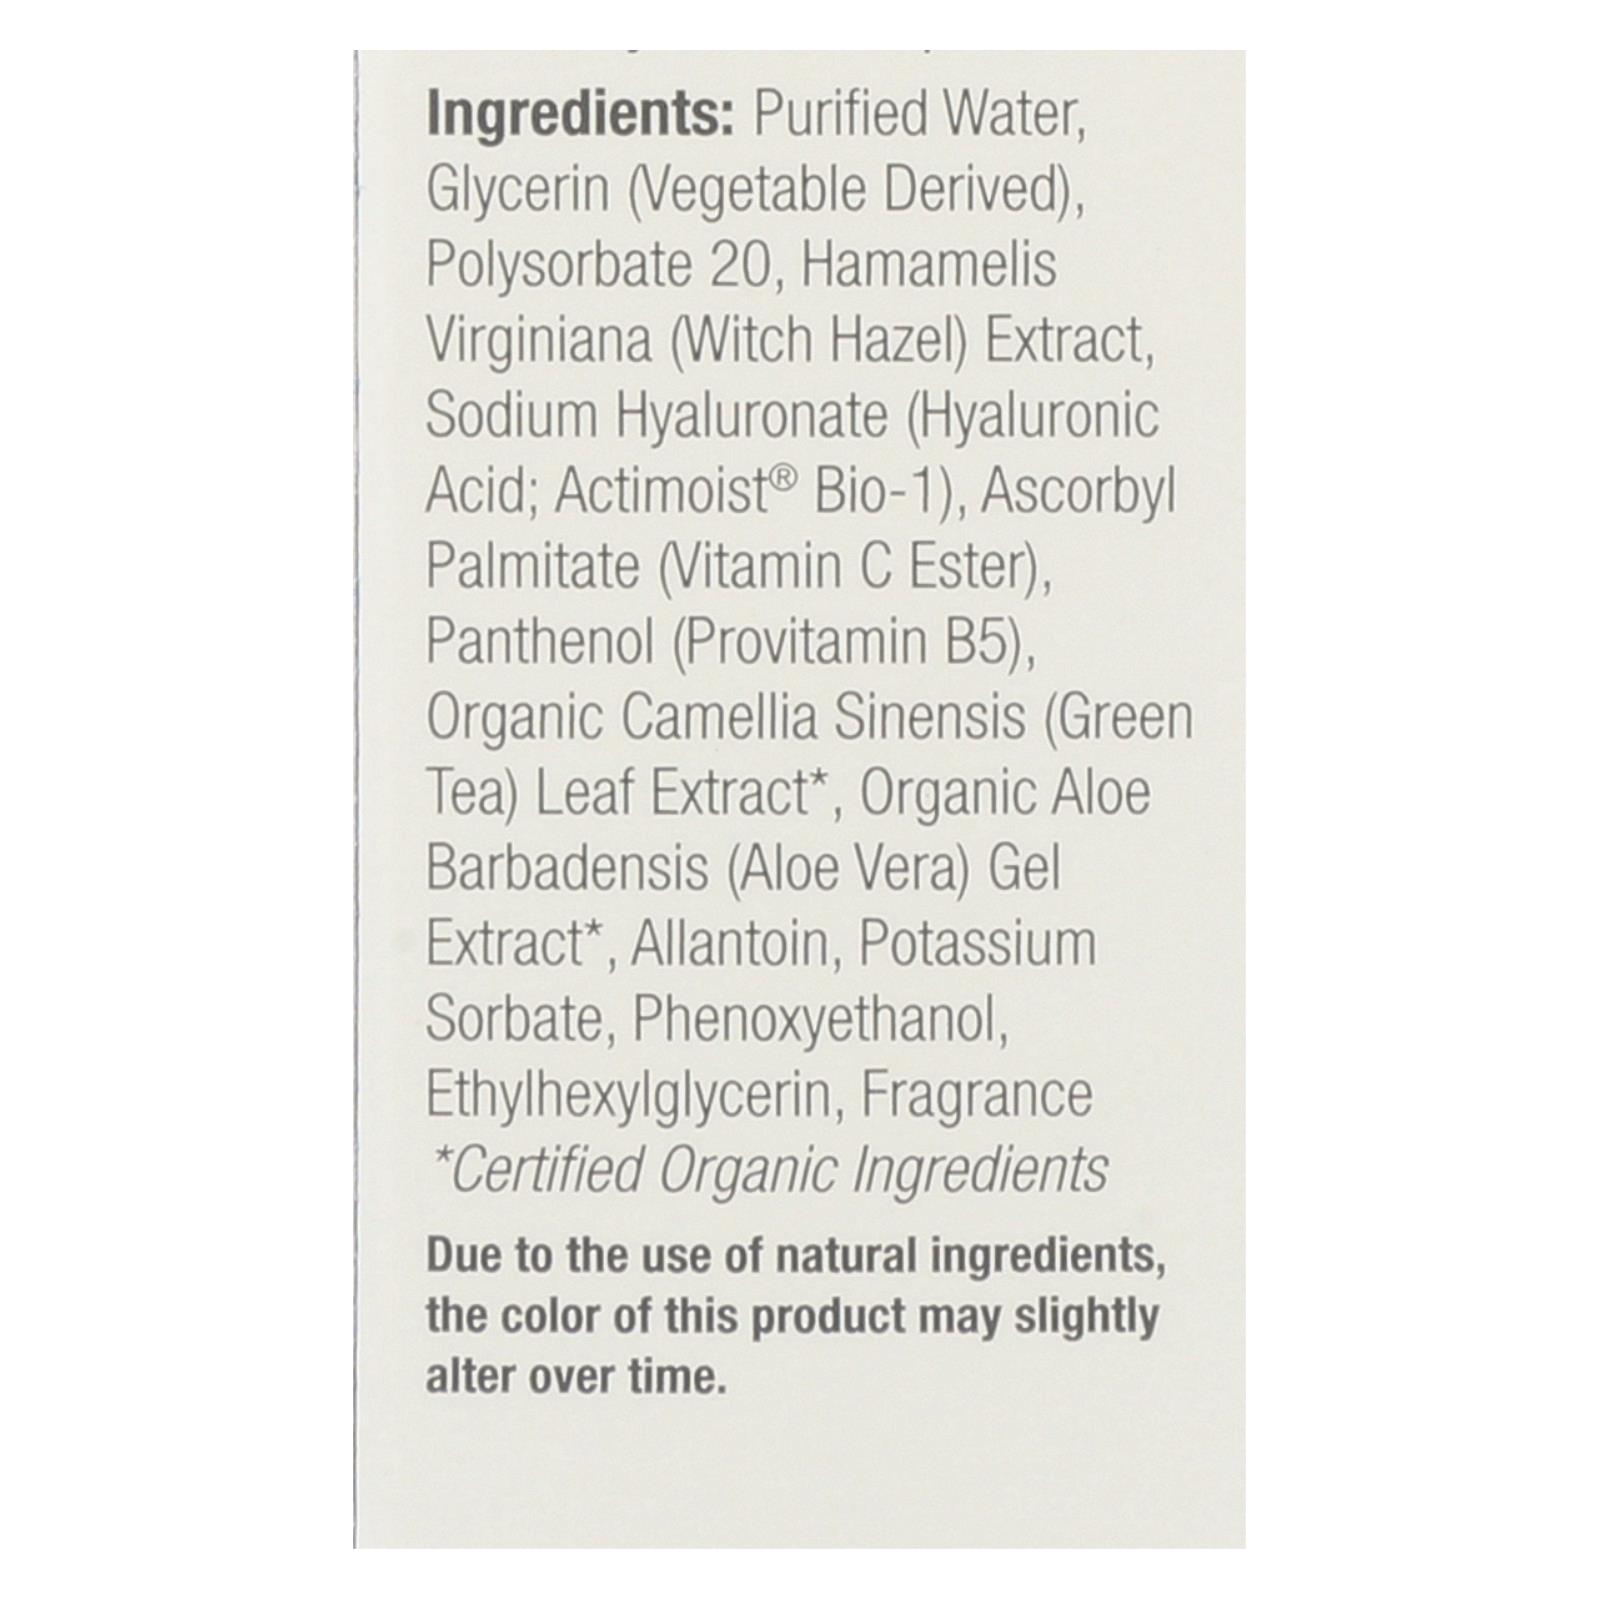 Ingredients: Purified Water,
Glycerin (Vegetable Derived),
Polysorbate 20, Hamamelis
Virginiana (Witch Hazel) Extract,
Sodium Hyaluronate (Hyaluronic
Acid; Actimoist® Bio-1), Ascorbyl
Palmitate (Vitamin C Ester),
Panthenol (Provitamin B5),
Organic Camellia Sinensis (Green
Tea) Leaf Extract*, Organic Aloe
Barbadensis (Aloe Vera) Gel
Extract*, Allantoin, Potassium
Sorbate, Phenoxyethanol,
Ethylhexylglycerin, Fragrance
*Certified Organic Ingredients
Due to the use of natural ingredients,
the color of this product may slightly
alter over time.